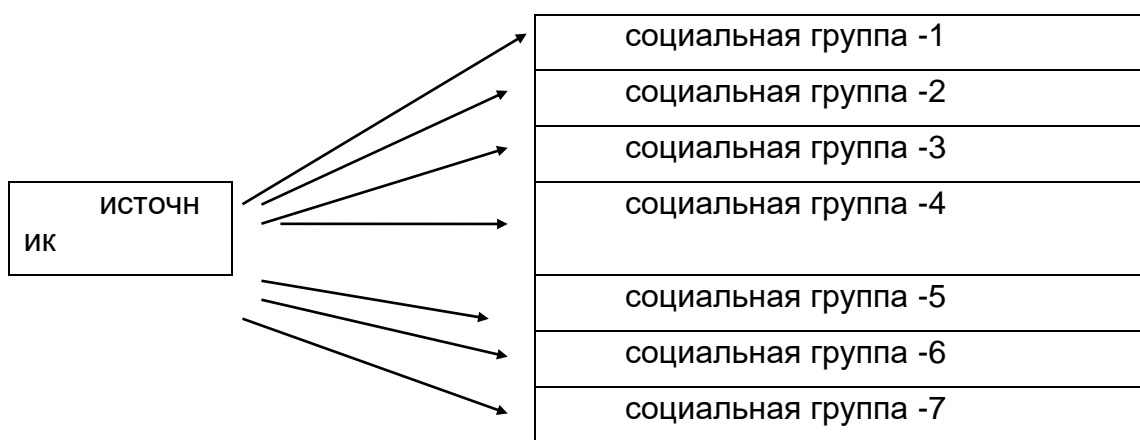 социальная группа -1
социальная группа -2
социальная группа -3
источн
ик
социальная группа -4
социальная группа -5
социальная группа -6
социальная группа -7